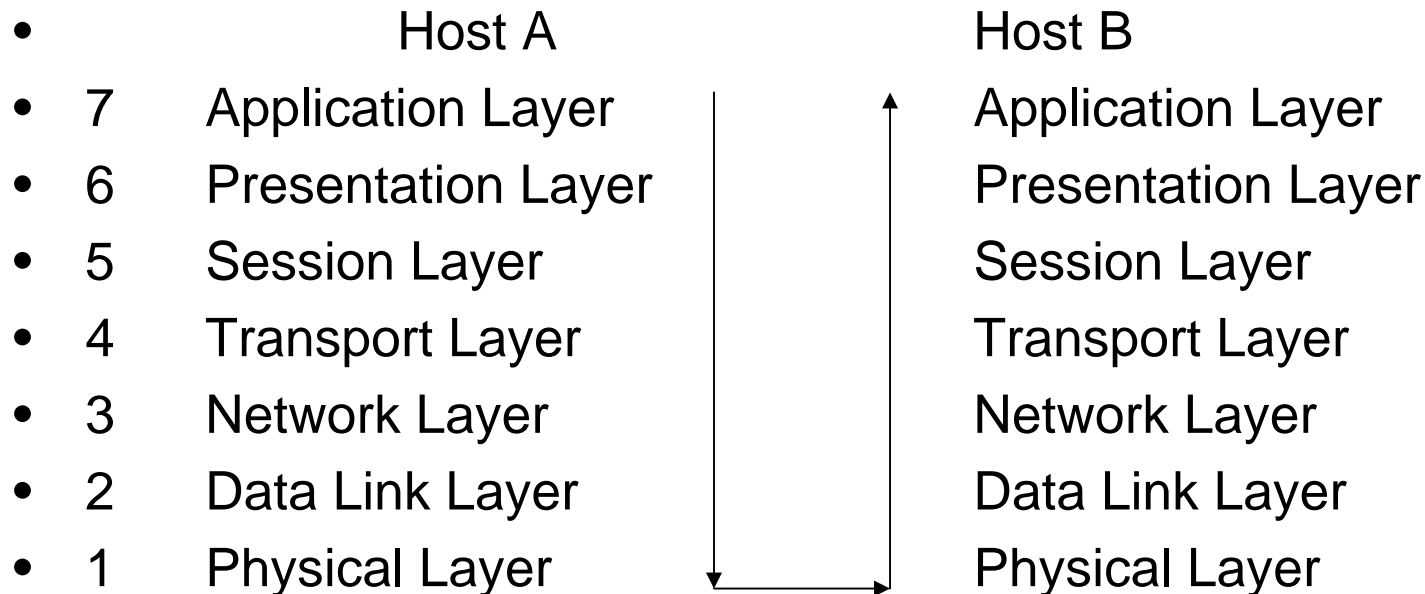 • Host A Host B
• 7 Application Layer Application Layer
• 6 Presentation Layer Presentation Layer
• 5 Session Layer Session Layer
• 4 Transport Layer Transport Layer
• 3 Network Layer Network Layer
• 2 Data Link Layer Data Link Layer
• 1 Physical Layer Physical Layer